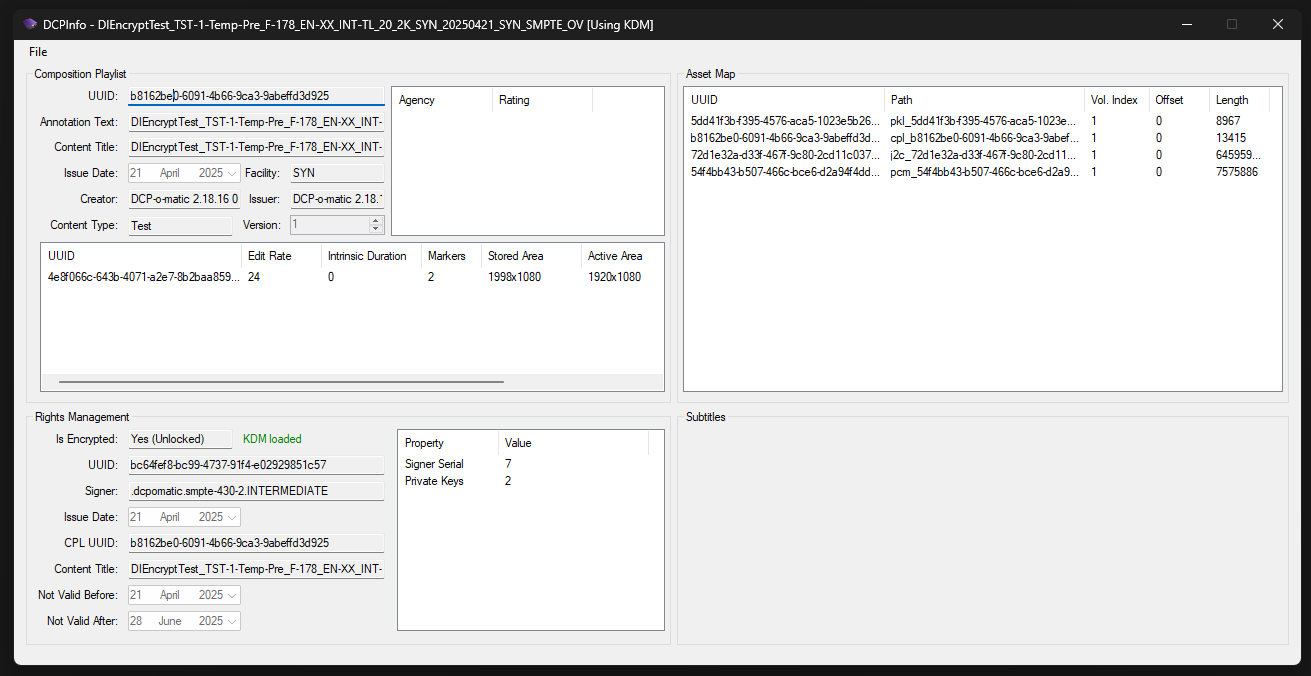 DCPInfo - DIEncryptTest_TST-1-Temp-Pre_F-178_EN-XX_INT-TL_20_2K_SYN_20250421_SYN_SMPTE_OV [Using KDM]
File
Composition Playlist
UUID: b8162be0-6091-4b66-9ca3-9abeffd3d925
Annotation Text: DIEncryptTest_TST-1-Temp-Pre_F-178_EN-XX_INT-
Content Title: DIEncryptTest_TST-1-Temp-Pre_F-178_EN-XX_INT-
Issue Date: 21 April 2025 Facility: SYN
Creator: DCP-o-matic 2.18.16 0 Issuer: DCP-o-matic 2.18.
Content Type: Test Version: 1
Agency Rating
UUID Edit Rate Intrinsic Duration Markers Stored Area Active Area
4e8f066c-643b-4071-a2e7-8b2baa859... 24 0 2 1998x1080 1920x1080
Asset Map
UUID Path Vol. Index Offset Length
5dd41f3b-f395-4576-aca5-1023e5b26... pkl_5dd41f3b-f395-4576-aca5-1023e... 1 0 8967
b8162be0-6091-4b66-9ca3-9abeffd3d... cpl_b8162be0-6091-4b66-9ca3-9abef... 1 0 13415
72d1e32a-d33f-467f-9c80-2cd11c037... j2c_72d1e32a-d33f-467f-9c80-2cd11... 1 0 645959...
54f4bb43-b507-466c-bce6-d2a94f4dd... pcm_54f4bb43-b507-466c-bce6-d2a9... 1 0 7575886
Rights Management
Is Encrypted: Yes (Unlocked) KDM loaded
UUID: bc64fef8-bc99-4737-91f4-e02929851c57
Signer: .dcpomatic.smpte-430-2.INTERMEDIATE
Issue Date: 21 April 2025
CPL UUID: b8162be0-6091-4b66-9ca3-9abeffd3d925
Content Title: DIEncryptTest_TST-1-Temp-Pre_F-178_EN-XX_INT-
Not Valid Before: 21 April 2025
Not Valid After: 28 June 2025
Property Value
Signer Serial 7
Private Keys 2
Subtitles